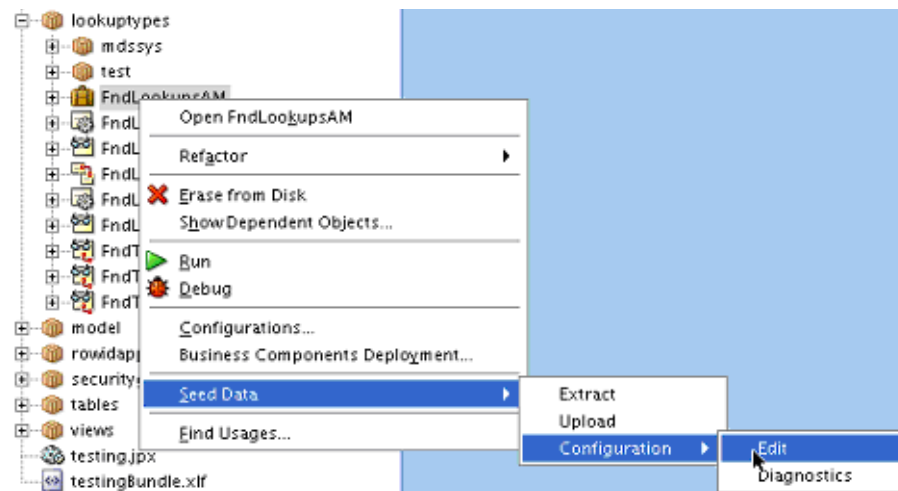 lookuptypes
mdssys
test
FndLookupsAM
Open FndLookupsAM
FndL
FndL
Refactor
FndL
FndL
Erase from Disk
FndL
Show Dependent Objects...
FndT
FndT
Run
FndT
Debug
model
Configurations...
rowidapp
Business Components Deployment...
security
tables
Seed Data
Extract
views
Upload
Find Usages...
Configuration
Edit
testing.jpx
testingBundle.xlf
Diagnostics